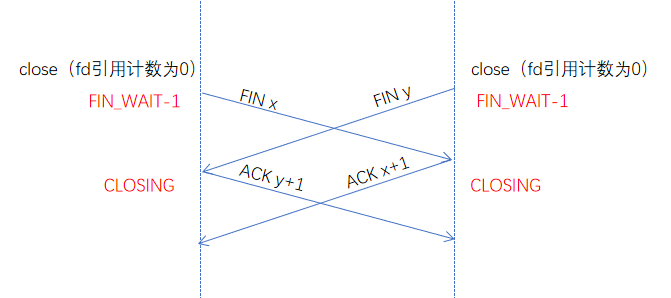 close（fd引用计数为0）
close（fd引用计数为0）
FIN_WAIT-1
FIN x
FIN y
FIN_WAIT-1
CLOSING
ACK y+1
ACK x+1
CLOSING